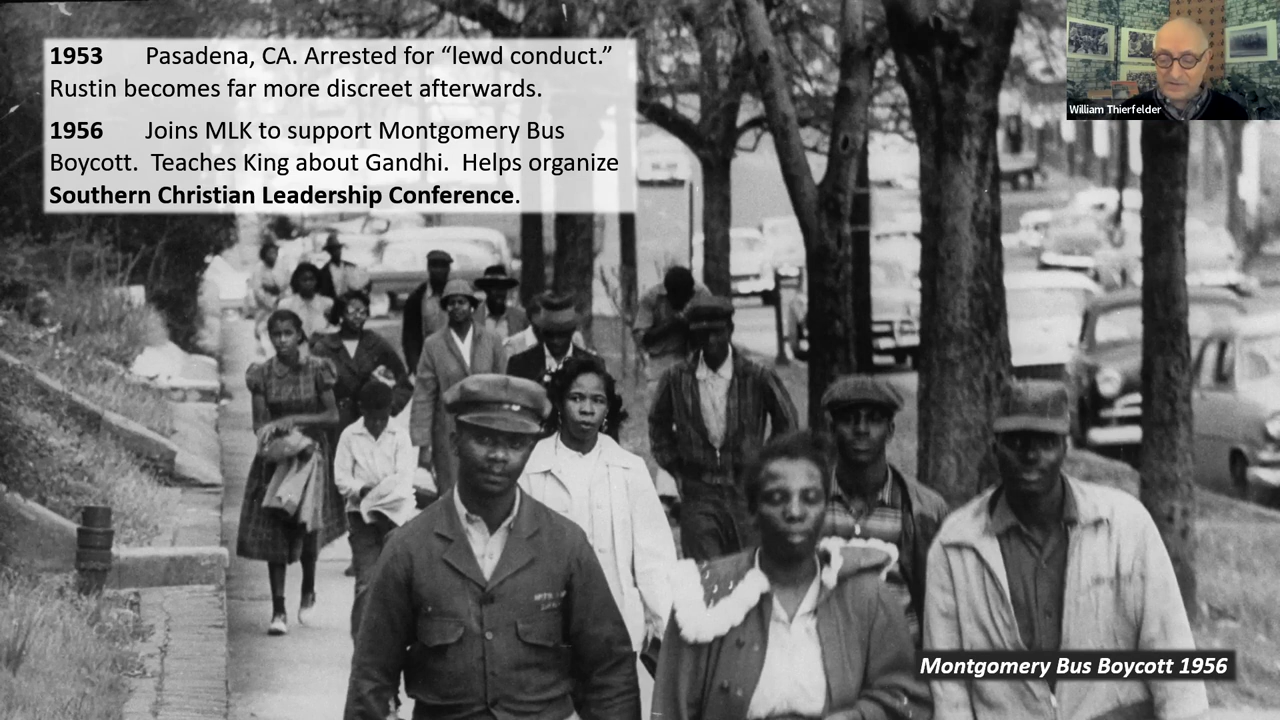 1953 Pasadena, CA. Arrested for “lewd conduct.”
Rustin becomes far more discreet afterwards.
1956 Joins MLK to support Montgomery Bus
Boycott. Teaches King about Gandhi. Helps organize
Southern Christian Leadership Conference.
William Thierfelder
Montgomery Bus Boycott 1956